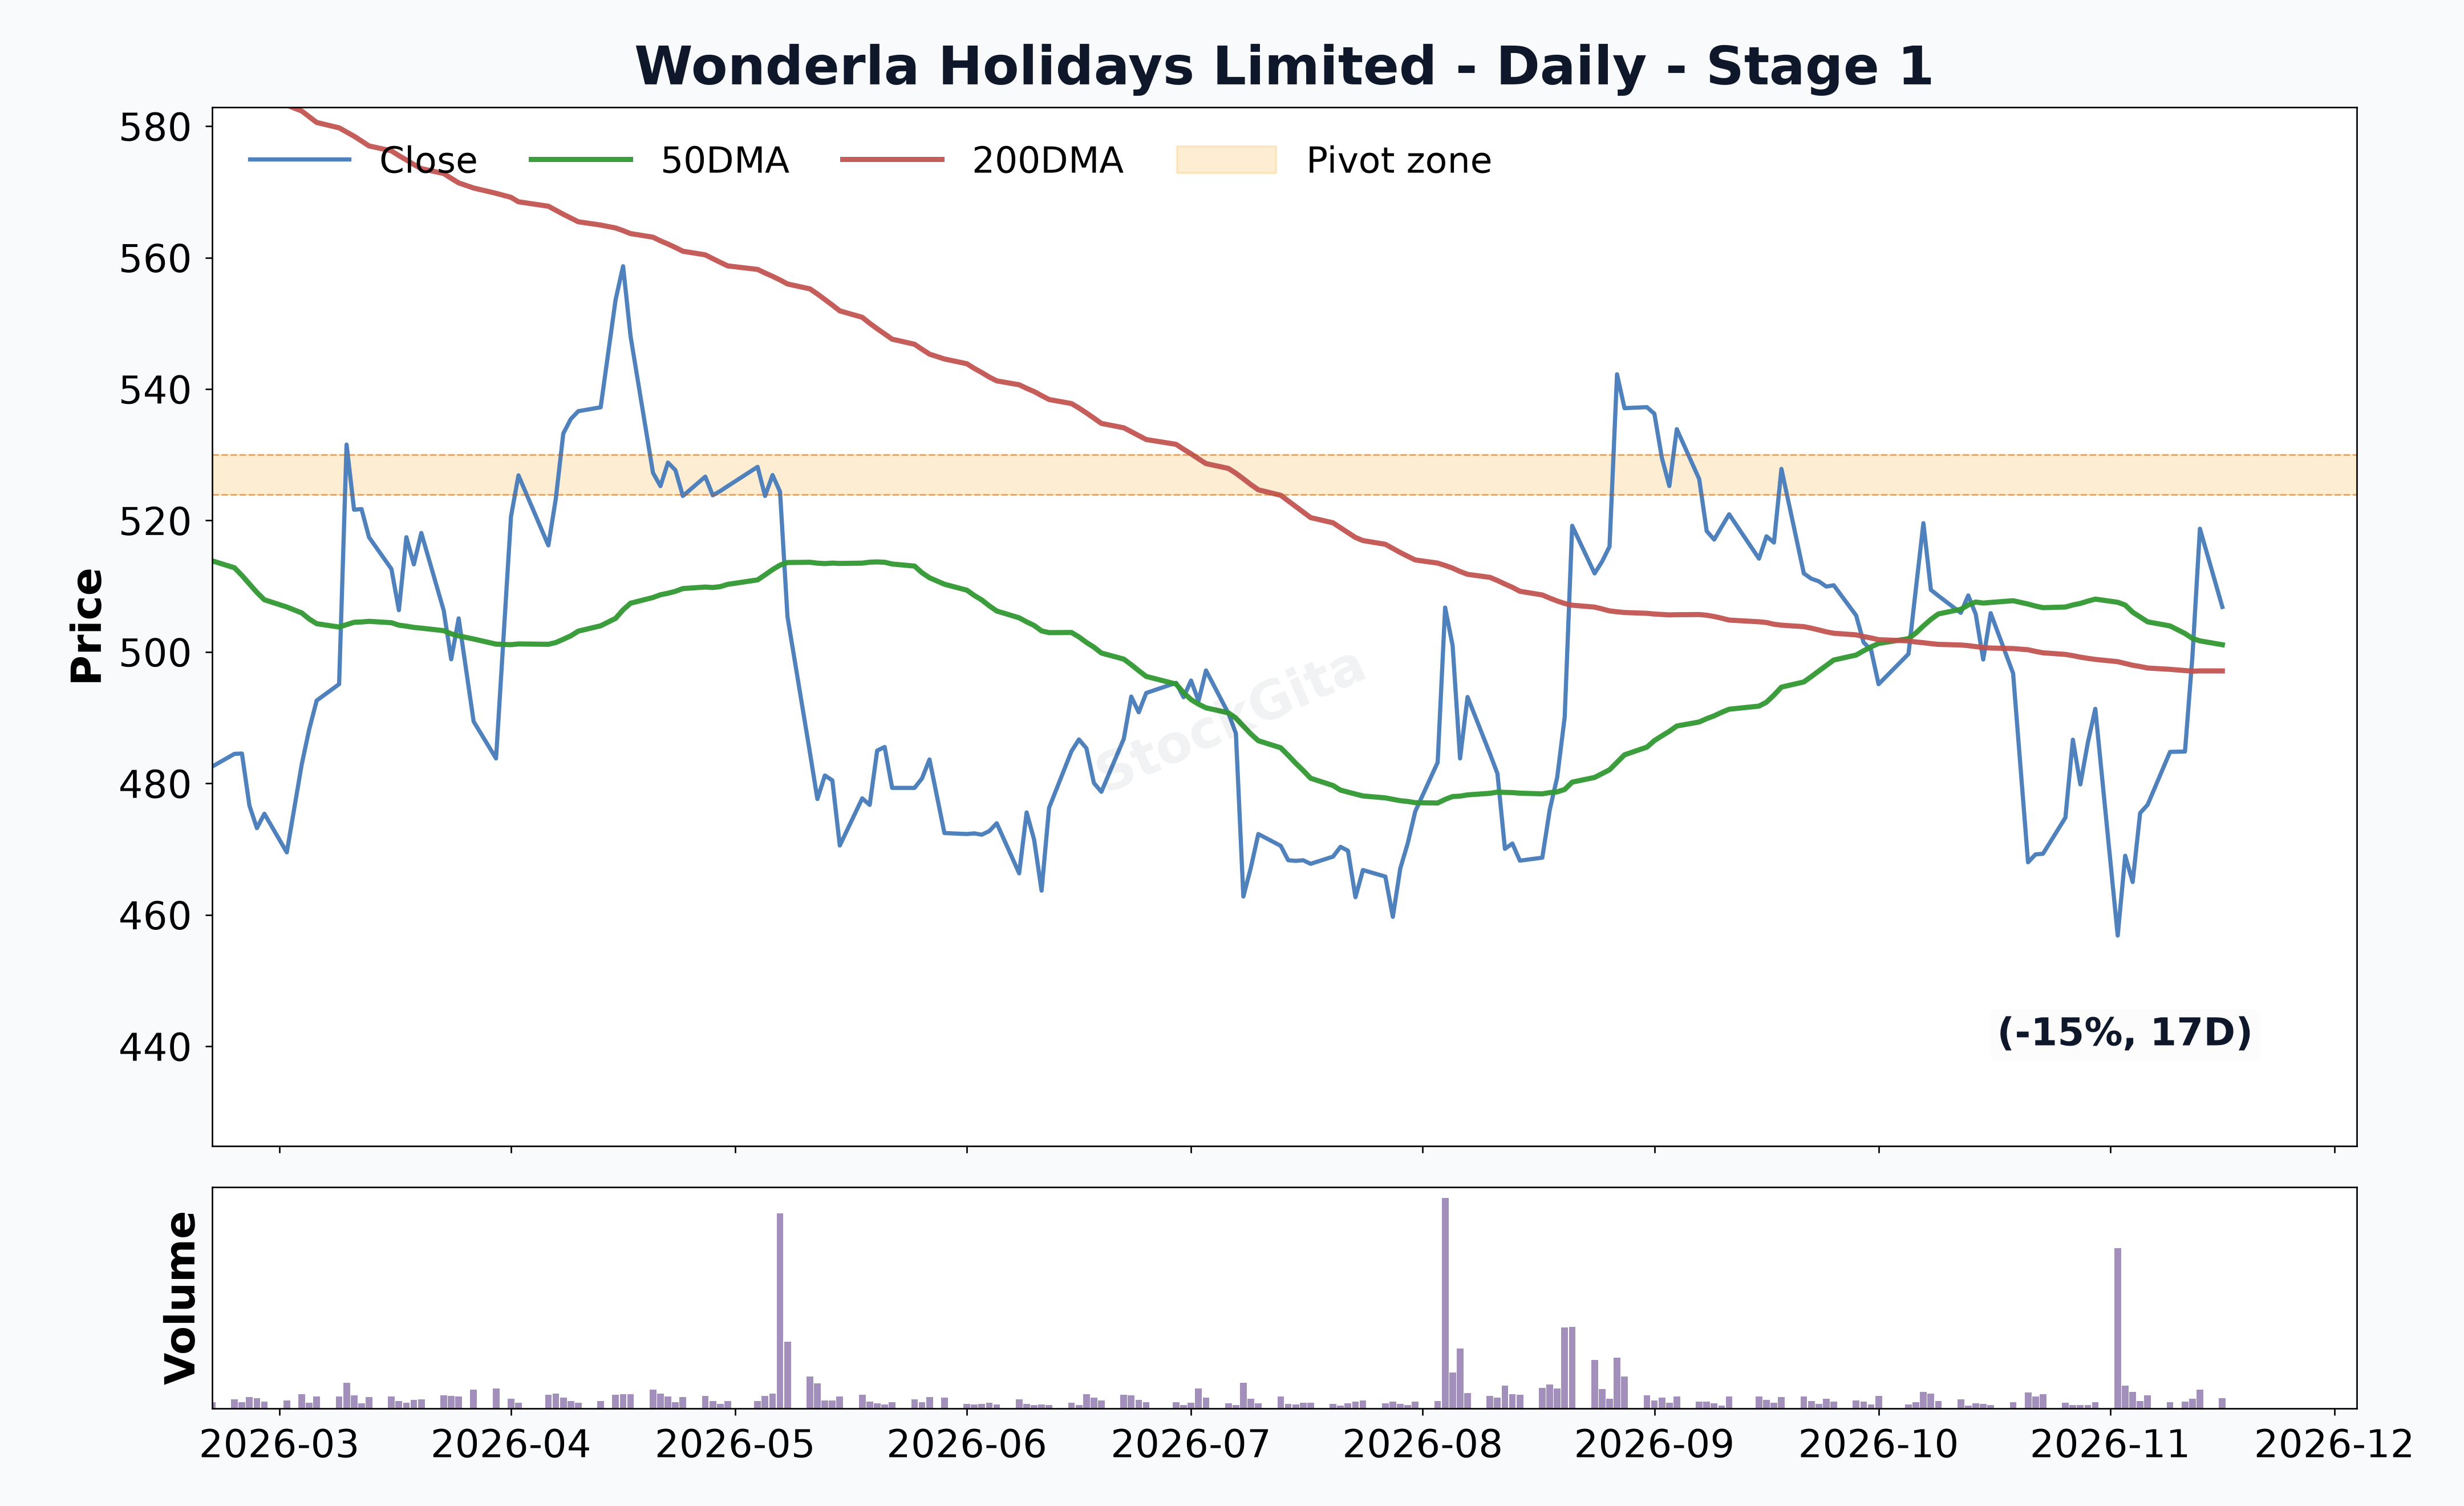 Wonderla Holidays Limited - Daily - Stage 1
Close 50DMA 200DMA Pivot zone
580
560
540
520
500
480
460
440
Price
StockGita
(-15%, 17D)
Volume
2026-03 2026-04 2026-05 2026-06 2026-07 2026-08 2026-09 2026-10 2026-11 2026-12